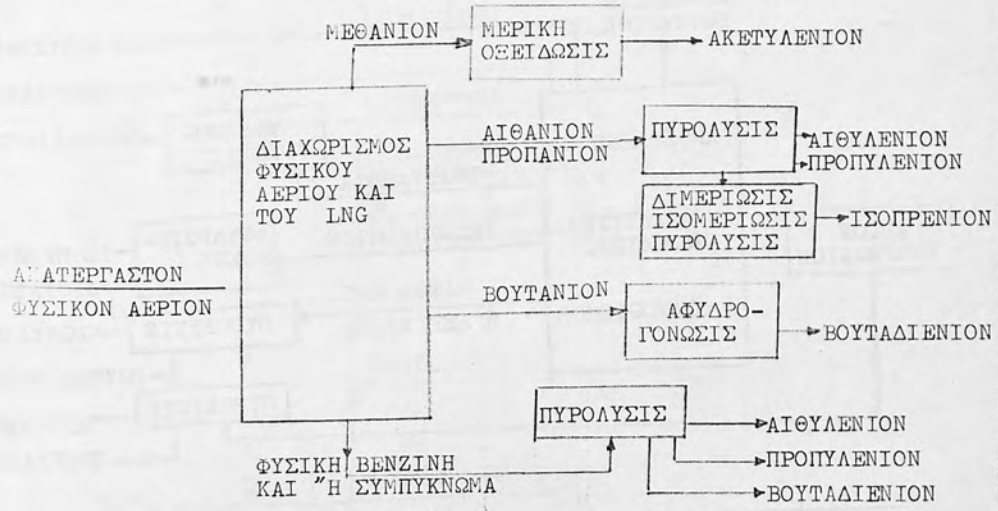 ΜΕΘΑΝΙΟΝ
ΜΕΡΙΚΗ
ΟΞΕΙΔΩΣΙΣ
ΑΚΕΤΥΛΕΝΙΟΝ
ΔΙΑΧΩΡΙΣΜΟΣ
ΦΥΣΙΚΟΥ
ΑΕΡΙΟΥ ΚΑΙ
ΤΟΥ LNG
ΑΙΘΑΝΙΟΝ
ΠΡΟΠΑΝΙΟΝ
ΠΥΡΟΛΥΣΙΣ
ΑΙΘΥΛΕΝΙΟΝ
ΠΡΟΠΥΛΕΝΙΟΝ
ΔΙΜΕΡΙΩΣΙΣ
ΙΣΟΜΕΡΙΩΣΙΣ
ΠΥΡΟΛΥΣΙΣ
ΙΣΟΠΡΕΝΙΟΝ
ΑΚΑΤΕΡΓΑΣΤΟΝ
ΦΥΣΙΚΟΝ ΑΕΡΙΟΝ
ΒΟΥΤΑΝΙΟΝ
ΑΦΥΔΡΟ-
ΓΟΝΩΣΙΣ
ΒΟΥΤΑΔΙΕΝΙΟΝ
ΠΥΡΟΛΥΣΙΣ
ΑΙΘΥΛΕΝΙΟΝ
ΠΡΟΠΥΛΕΝΙΟΝ
ΒΟΥΤΑΔΙΕΝΙΟΝ
ΦΥΣΙΚΗ ΒΕΝΖΙΝΗ
ΚΑΙ "Η ΣΥΜΠΥΚΝΩΜΑ